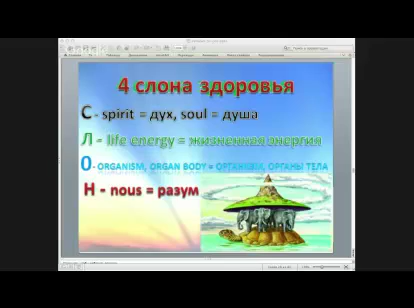 4 слона здоровья
С - spirit = дух, soul = душа
Л - life energy = жизненная энергия
О - ORGANISM, ORGAN BODY = ОРГАНИЗМ, ОРГАНЫ ТЕЛА
Н - nous = разум